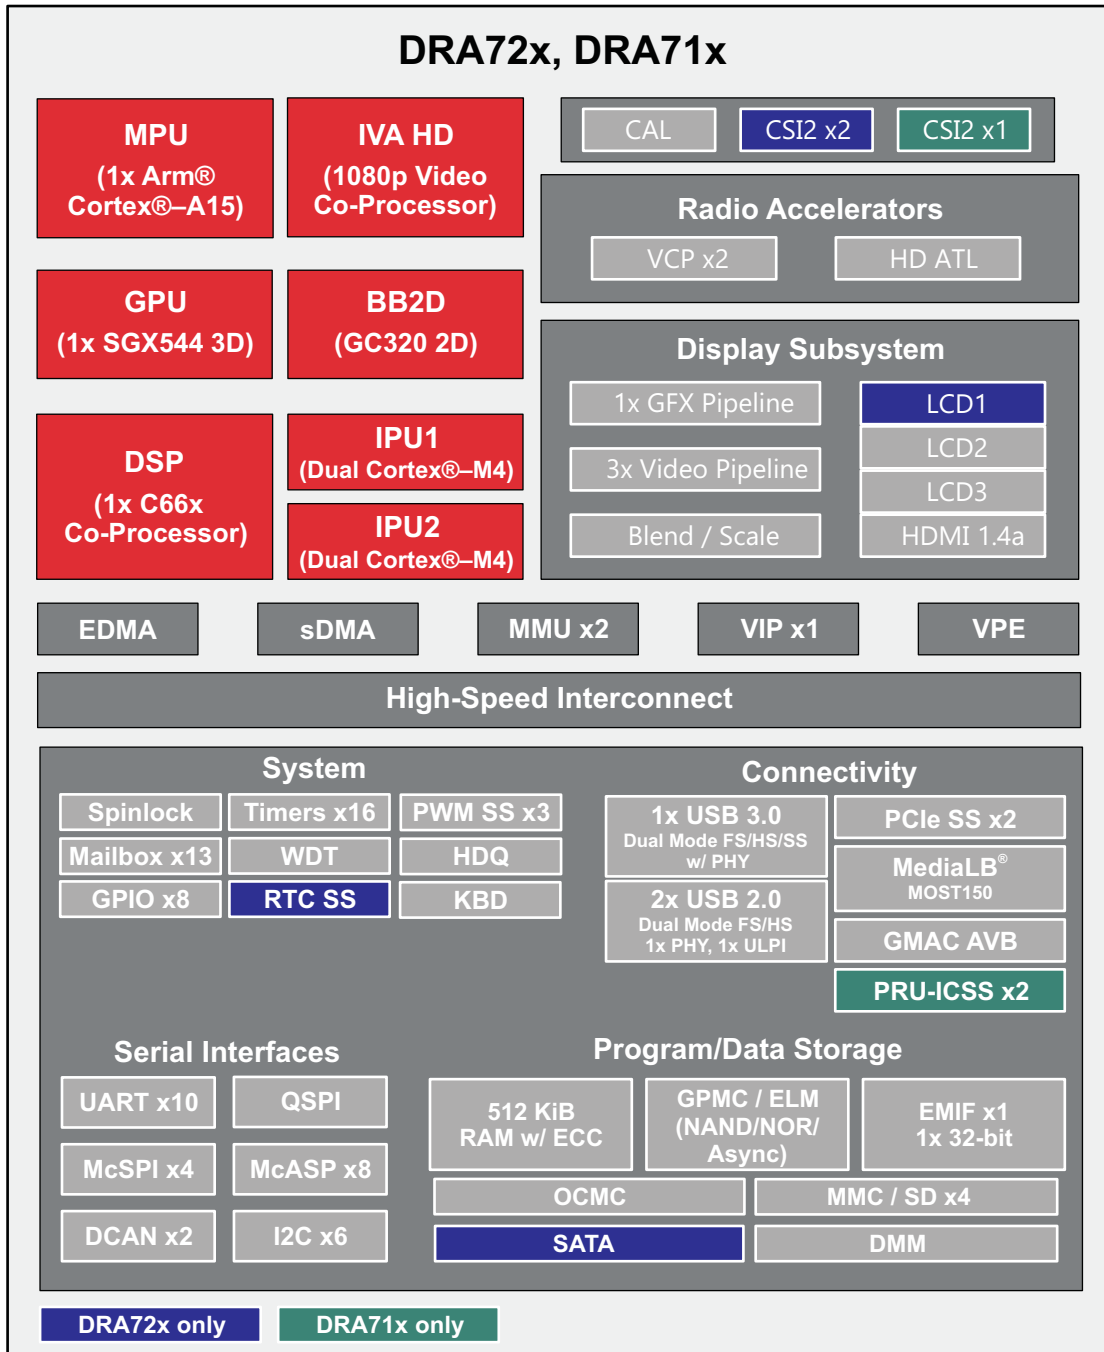 DRA72x, DRA71x
MPU
(1x Arm®
Cortex®–A15)
IVA HD
(1080p Video
Co-Processor)
CAL
CSI2 x2
CSI2 x1
Radio Accelerators
VCP x2
HD ATL
GPU
(1x SGX544 3D)
BB2D
(GC320 2D)
Display Subsystem
1x GFX Pipeline
3x Video Pipeline
Blend / Scale
LCD1
LCD2
LCD3
HDMI 1.4a
DSP
(1x C66x
Co-Processor)
IPU1
(Dual Cortex®–M4)
IPU2
(Dual Cortex®–M4)
EDMA
sDMA
MMU x2
VIP x1
VPE
High-Speed Interconnect
System
Spinlock
Timers x16
PWM SS x3
Mailbox x13
WDT
HDQ
GPIO x8
RTC SS
KBD
Connectivity
1x USB 3.0
Dual Mode FS/HS/SS
w/ PHY
2x USB 2.0
Dual Mode FS/HS
1x PHY, 1x ULPI
PCIe SS x2
MediaLB®
MOST150
GMAC AVB
PRU-ICSS x2
Serial Interfaces
UART x10
QSPI
McSPI x4
McASP x8
DCAN x2
I2C x6
Program/Data Storage
512 KiB
RAM w/ ECC
GPMC / ELM
(NAND/NOR/
Async)
EMIF x1
1x 32-bit
OCMC
MMC / SD x4
SATA
DMM
DRA72x only
DRA71x only